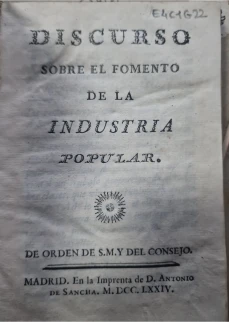 E4C1G22
DISCURSO
SOBRE EL FOMENTO
DE LA
INDUSTRIA
POPULAR.
DE ORDEN DE S.M.Y DEL CONSEJO.
MADRID. En la Imprenta de D. ANTONIO
DE SANCHA. M. DCC. LXXIV.